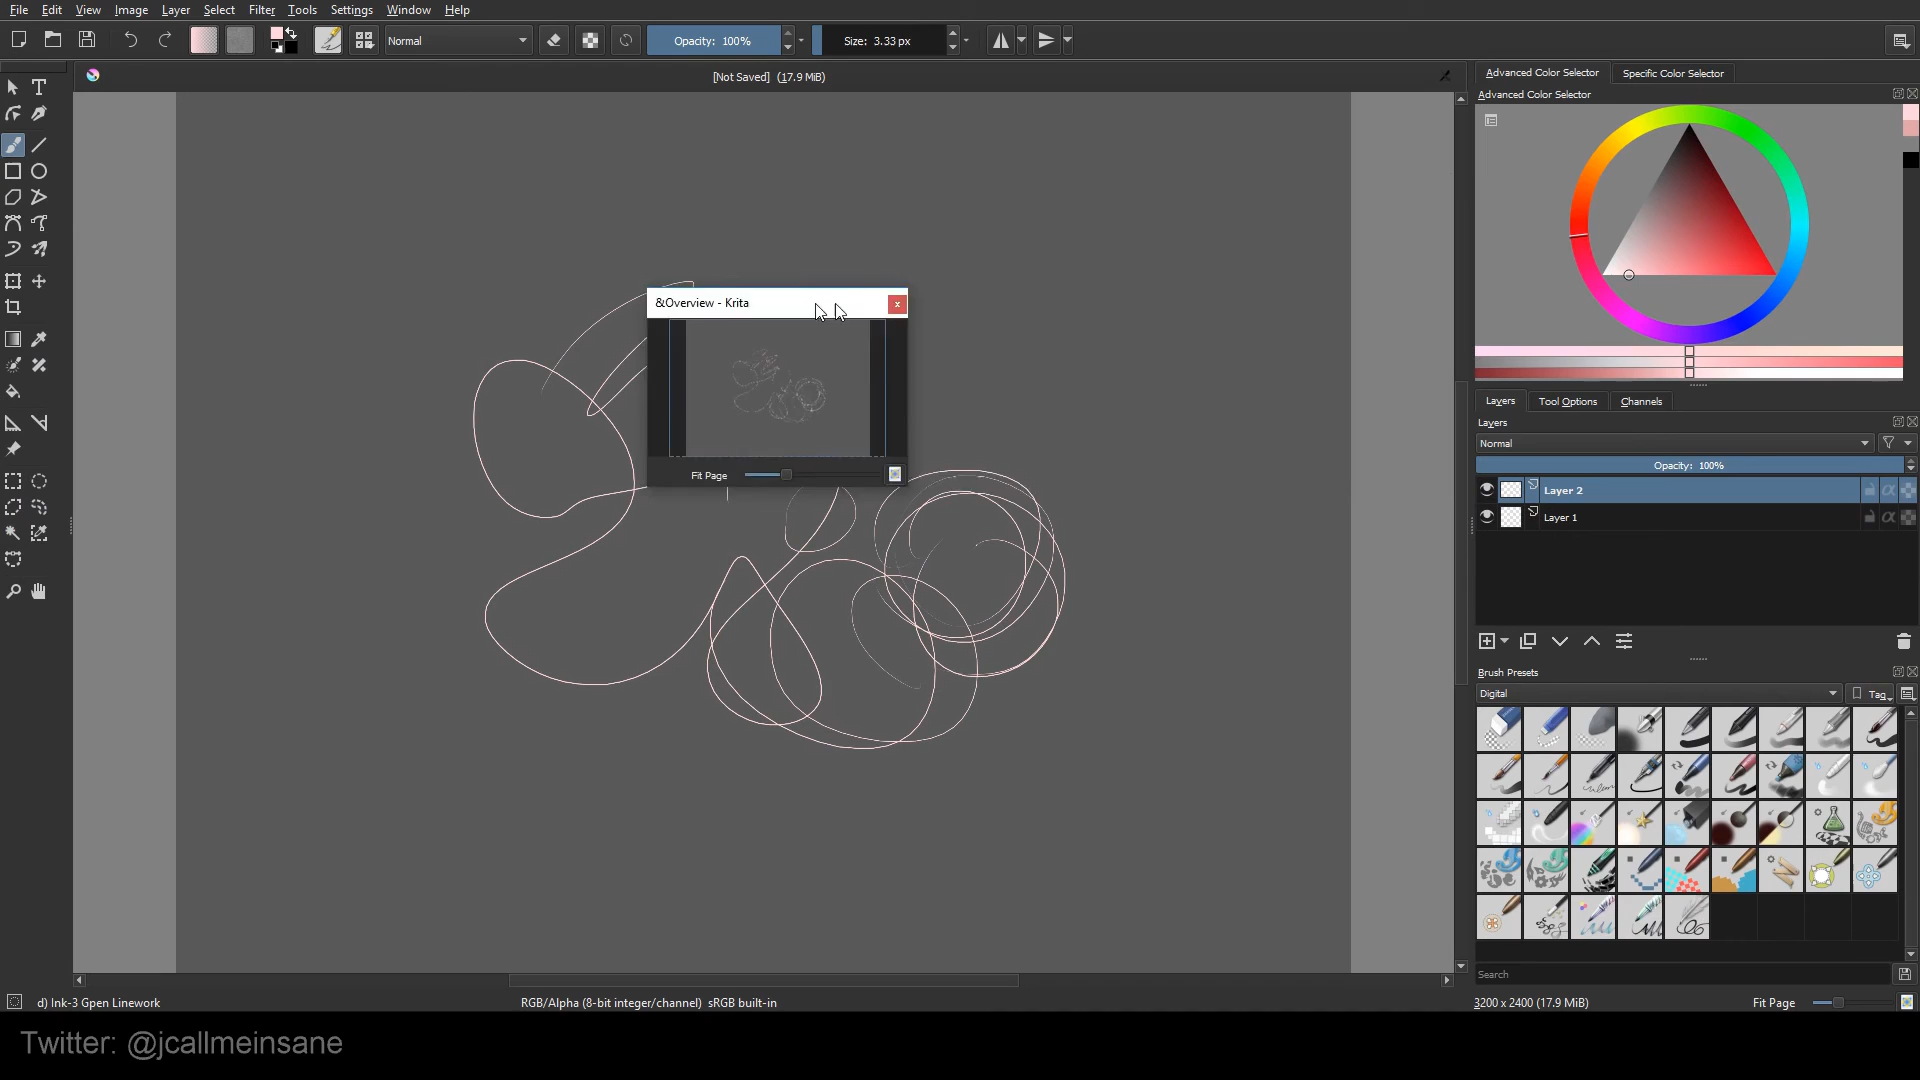 File Edit View Image Layer Select Filter Tools Settings Window Help
Normal Opacity: 100% Size: 3.33 px
[Not Saved] (17.9 MiB)
Advanced Color Selector Specific Color Selector
Advanced Color Selector
&Overview - Krita
Fit Page
Layers Tool Options Channels
Layers
Normal
Opacity: 100%
Layer 2
Layer 1
Brush Presets
Digital Tag
Search
d) Ink-3 Gpen Linework RGB/Alpha (8-bit integer/channel) sRGB built-in 3200 x 2400 (17.9 MiB) Fit Page
Twitter: @jcallmeinsane